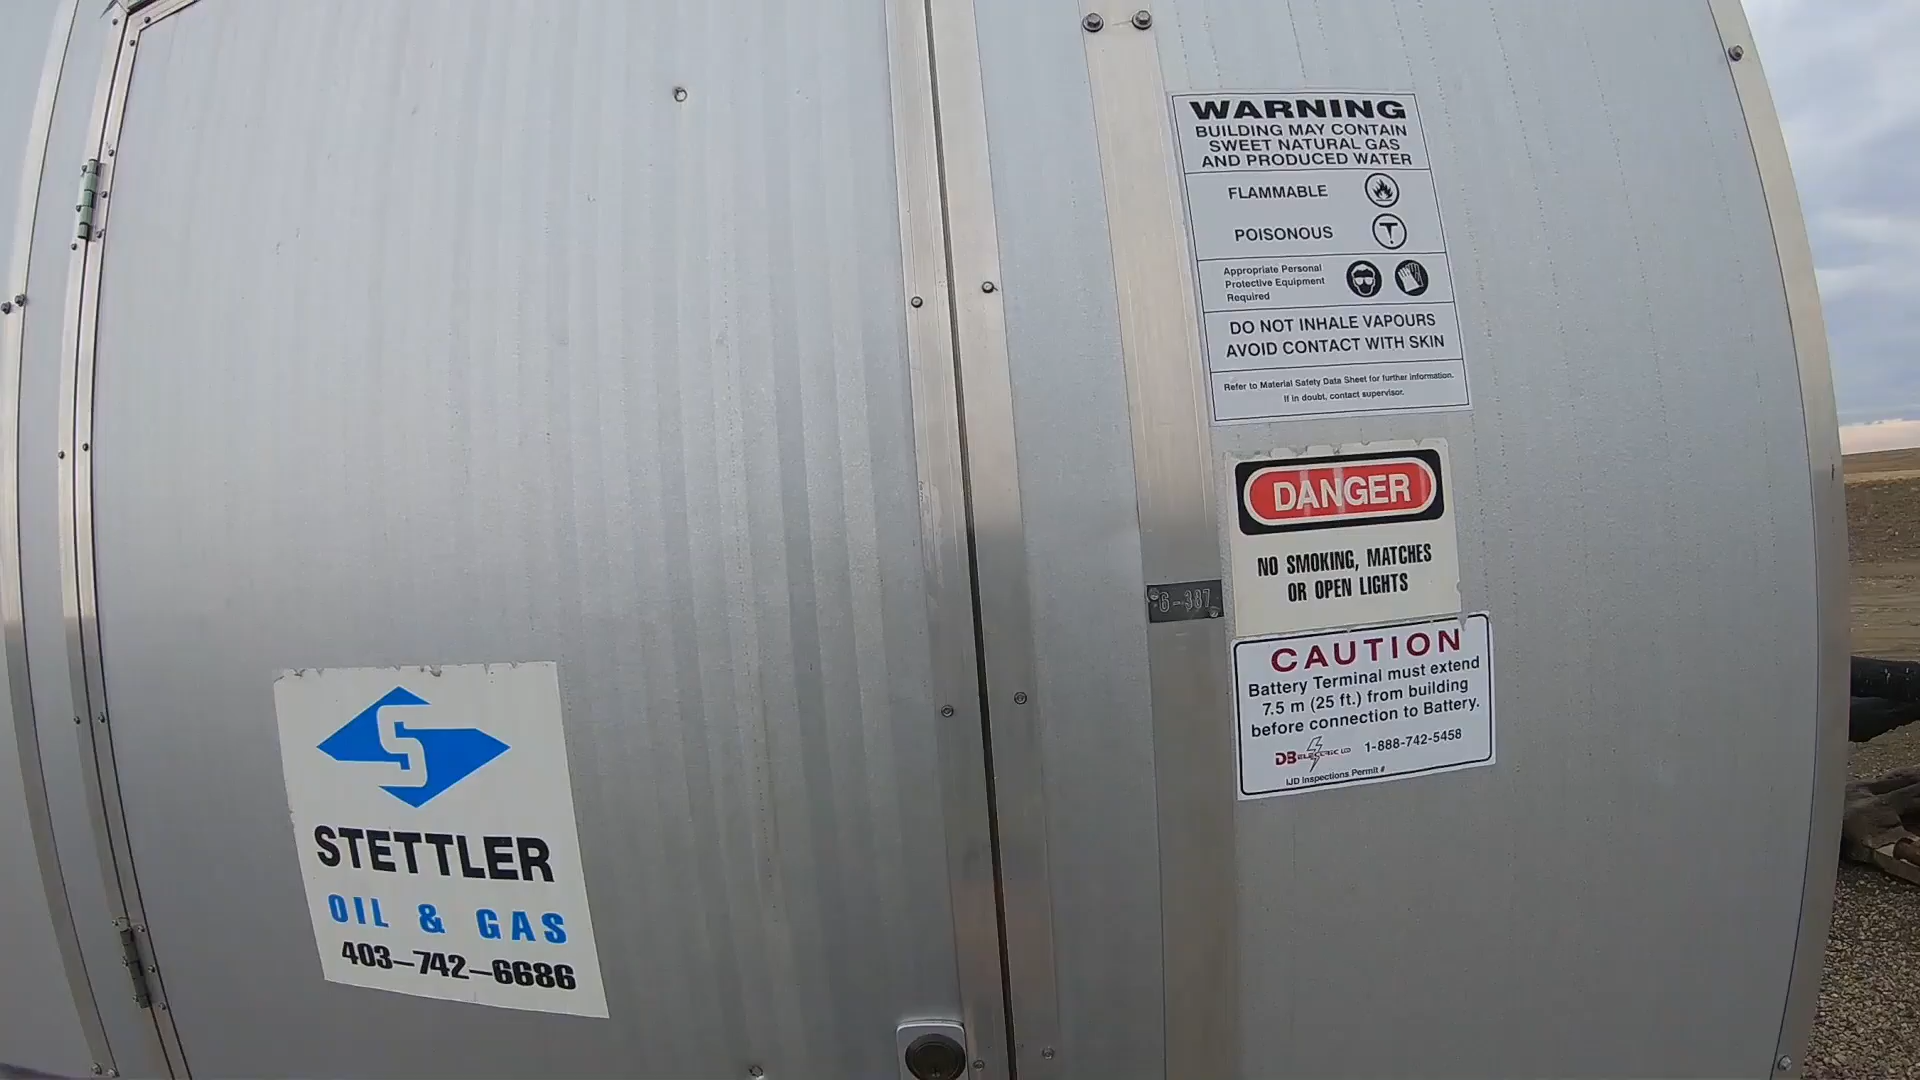 WARNING
BUILDING MAY CONTAIN
SWEET NATURAL GAS
AND PRODUCED WATER
FLAMMABLE
POISONOUS
Appropriate Personal
Protective Equipment
Required
DO NOT INHALE VAPOURS
AVOID CONTACT WITH SKIN
Refer to Material Safety Data Sheet for further information.
If in doubt, contact supervisor.
DANGER
NO SMOKING, MATCHES
OR OPEN LIGHTS
6-387
CAUTION
Battery Terminal must extend
7.5 m (25 ft.) from building
before connection to Battery.
DB ELECTRIC LTD 1-888-742-5458
IJD Inspections Permit #
STETTLER
OIL & GAS
403-742-6686